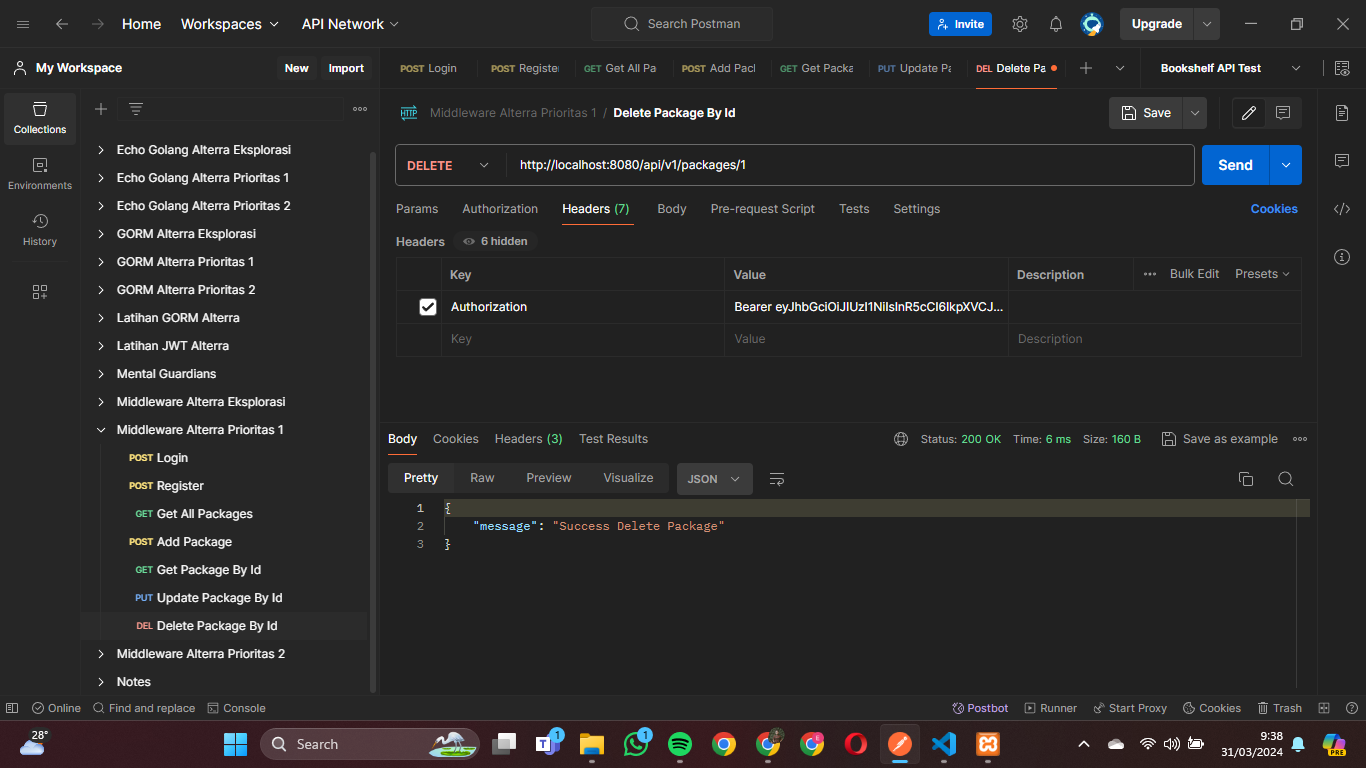 Home Workspaces API Network Search Postman Invite Upgrade
My Workspace New Import POST Login POST Registe GET All Pa POST Add Pacl GET Get Packa PUT Update Pa DEL Delete Pa Bookshelf API Test
Collections
Environments
History
Echo Golang Alterra Eksplorasi
Echo Golang Alterra Prioritas 1
Echo Golang Alterra Prioritas 2
GORM Alterra Eksplorasi
GORM Alterra Prioritas 1
GORM Alterra Prioritas 2
Latihan GORM Alterra
Latihan JWT Alterra
Mental Guardians
Middleware Alterra Eksplorasi
Middleware Alterra Prioritas 1
POST Login
POST Register
GET Get All Packages
POST Add Package
GET Get Package By Id
PUT Update Package By Id
DEL Delete Package By Id
Middleware Alterra Prioritas 2
Notes
HTTP Middleware Alterra Prioritas 1 / Delete Package By Id Save
DELETE http://localhost:8080/api/v1/packages/1 Send
Params Authorization Headers (7) Body Pre-request Script Tests Settings Cookies
Headers 6 hidden
Key Value Description Bulk Edit Presets
Authorization Bearer eyJhbGciOiJIUzI1NiIsInR5cCI6IkpXVCJ...
Key Value Description
Body Cookies Headers (3) Test Results Status: 200 OK Time: 6 ms Size: 160 B Save as example
Pretty Raw Preview Visualize JSON
1 {
2 "message": "Success Delete Package"
3 }
Online Find and replace Console Postbot Runner Start Proxy Cookies Trash
28° Search 1 1 9:38
31/03/2024 PRE